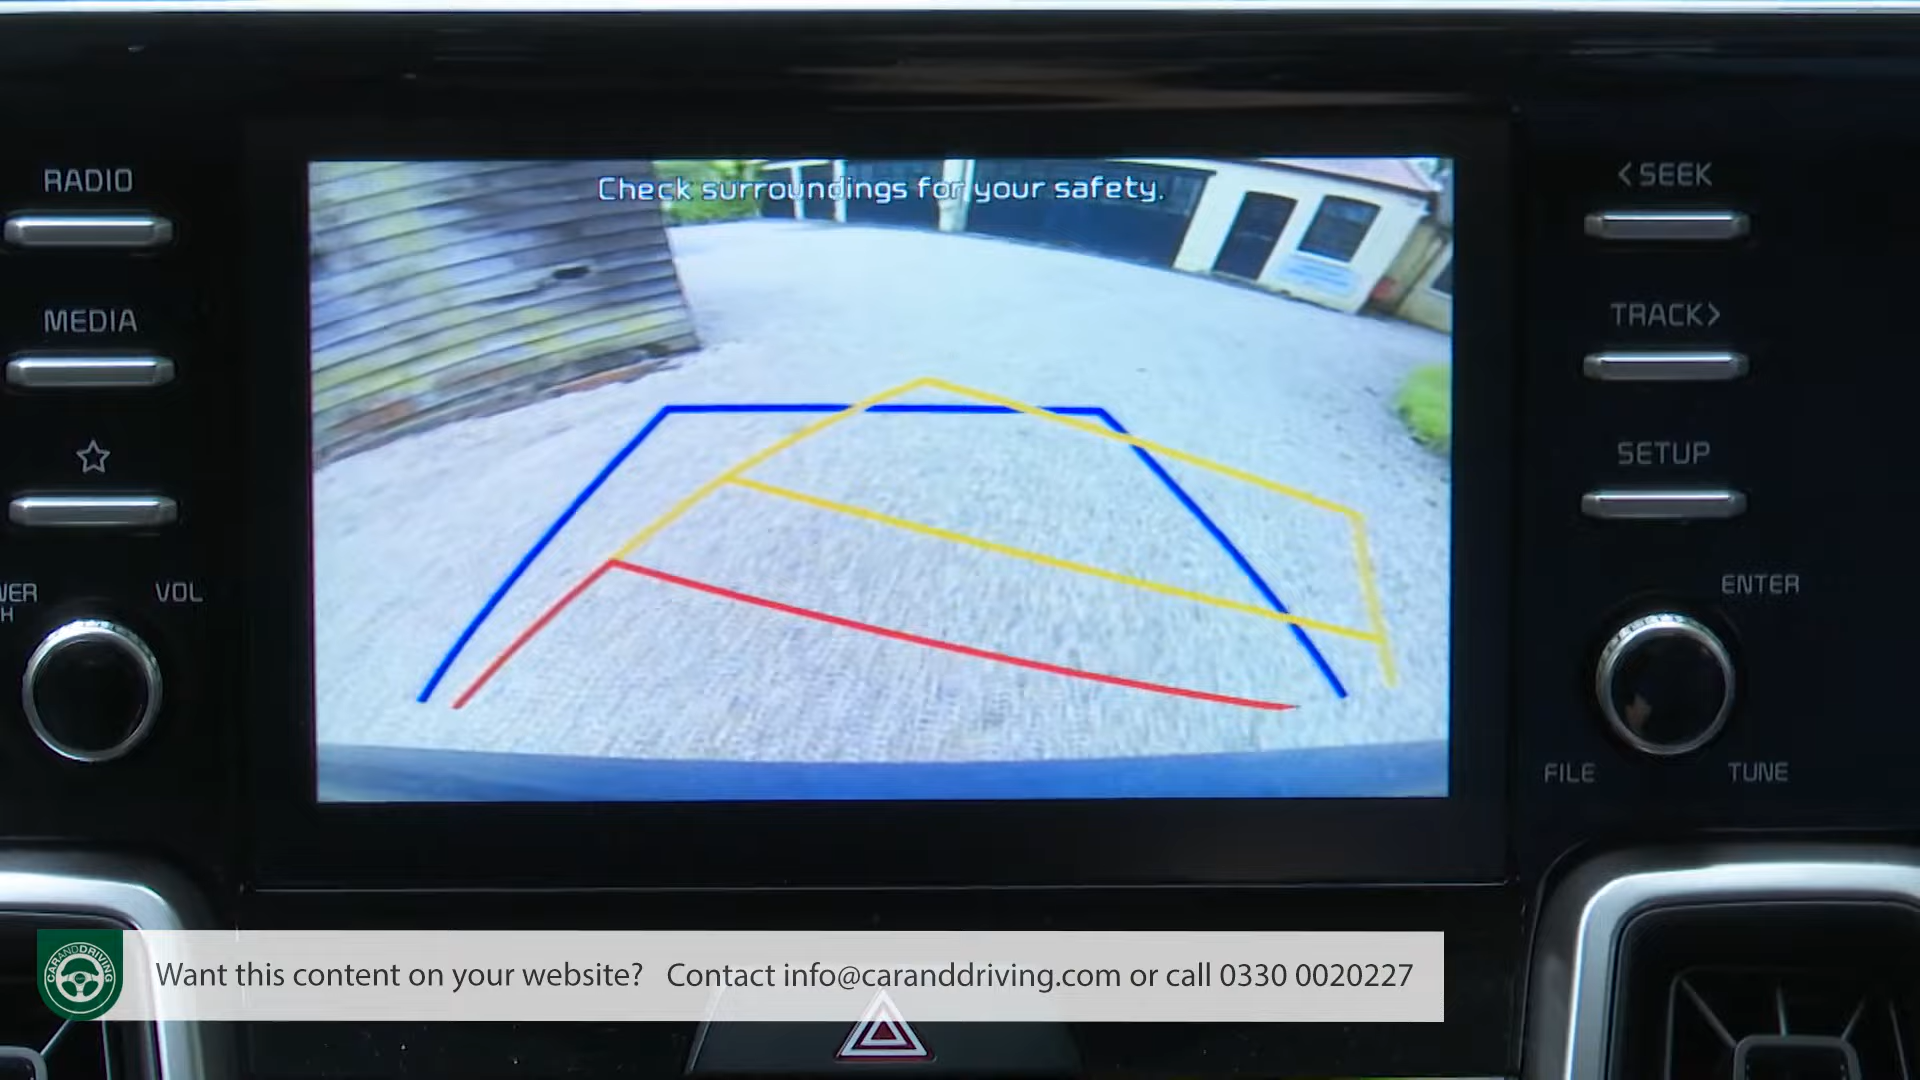 Check surroundings for your safety.
RADIO
<SEEK
MEDIA
TRACK>
SETUP
VOL
ENTER
FILE
TUNE
CARANDDRIVING
Want this content on your website? Contact info@caranddriving.com or call 0330 0020227